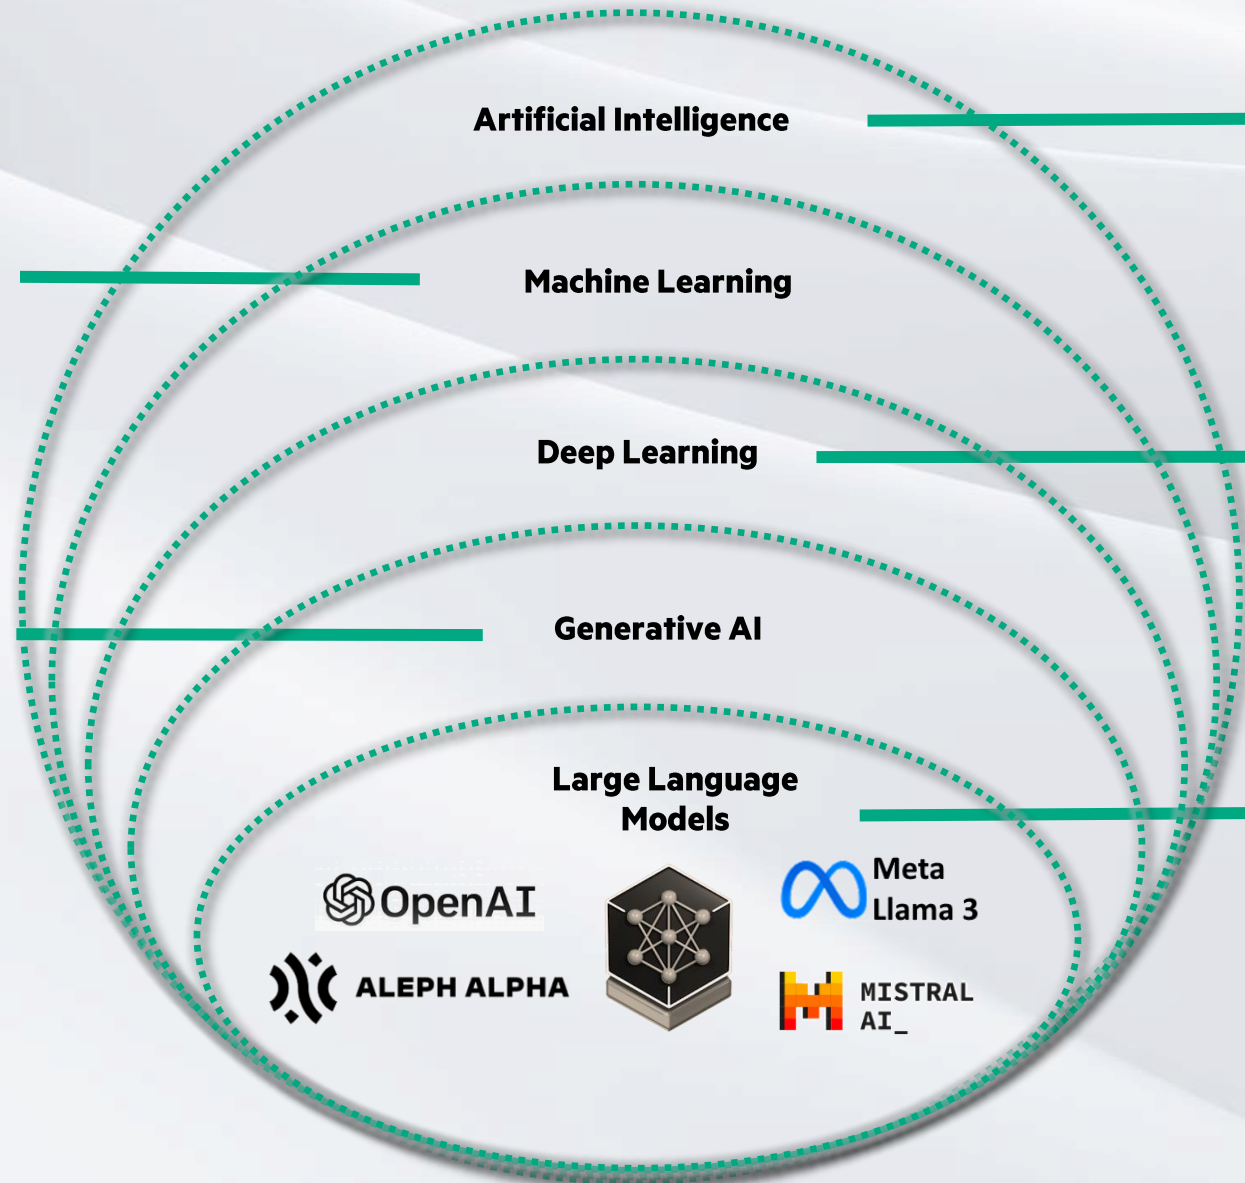 Artificial Intelligence
Machine Learning
Deep Learning
Generative AI
Large Language
Models
OpenAI
Meta
Llama 3
ALEPH ALPHA
MISTRAL
AI_